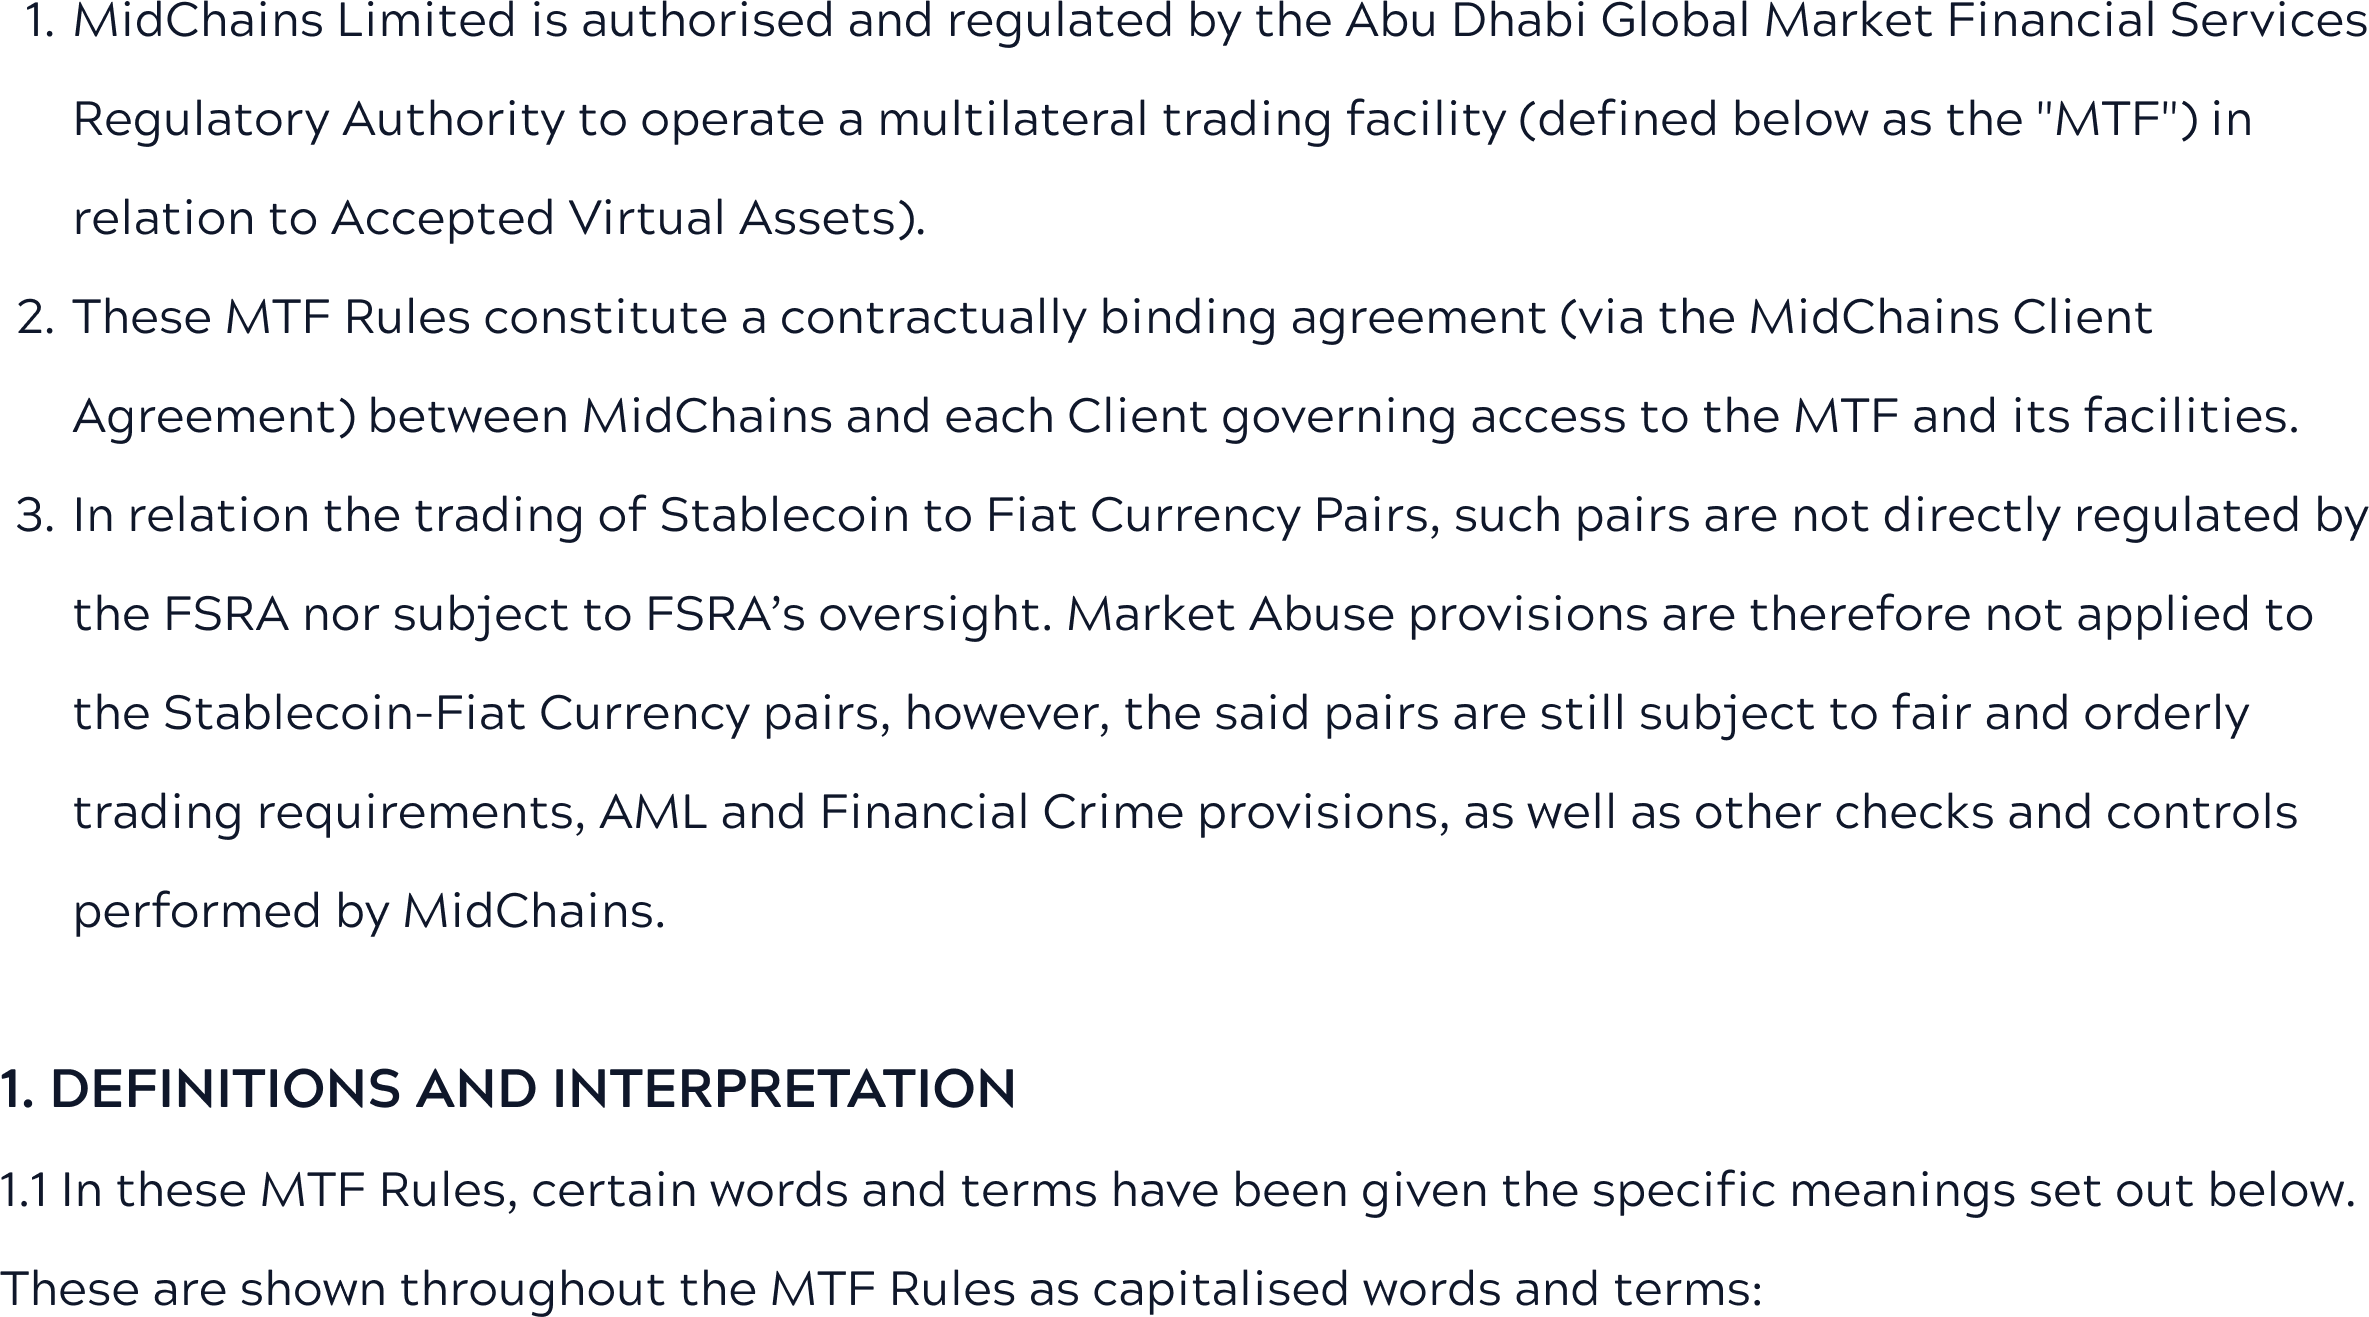 1. MidChains Limited is authorised and regulated by the Abu Dhabi Global Market Financial Services
Regulatory Authority to operate a multilateral trading facility (defined below as the "MTF") in
relation to Accepted Virtual Assets).
2. These MTF Rules constitute a contractually binding agreement (via the MidChains Client
Agreement) between MidChains and each Client governing access to the MTF and its facilities.
3. In relation the trading of Stablecoin to Fiat Currency Pairs, such pairs are not directly regulated by
the FSRA nor subject to FSRA’s oversight. Market Abuse provisions are therefore not applied to
the Stablecoin-Fiat Currency pairs, however, the said pairs are still subject to fair and orderly
trading requirements, AML and Financial Crime provisions, as well as other checks and controls
performed by MidChains.
1. DEFINITIONS AND INTERPRETATION
1.1 In these MTF Rules, certain words and terms have been given the specific meanings set out below.
These are shown throughout the MTF Rules as capitalised words and terms: